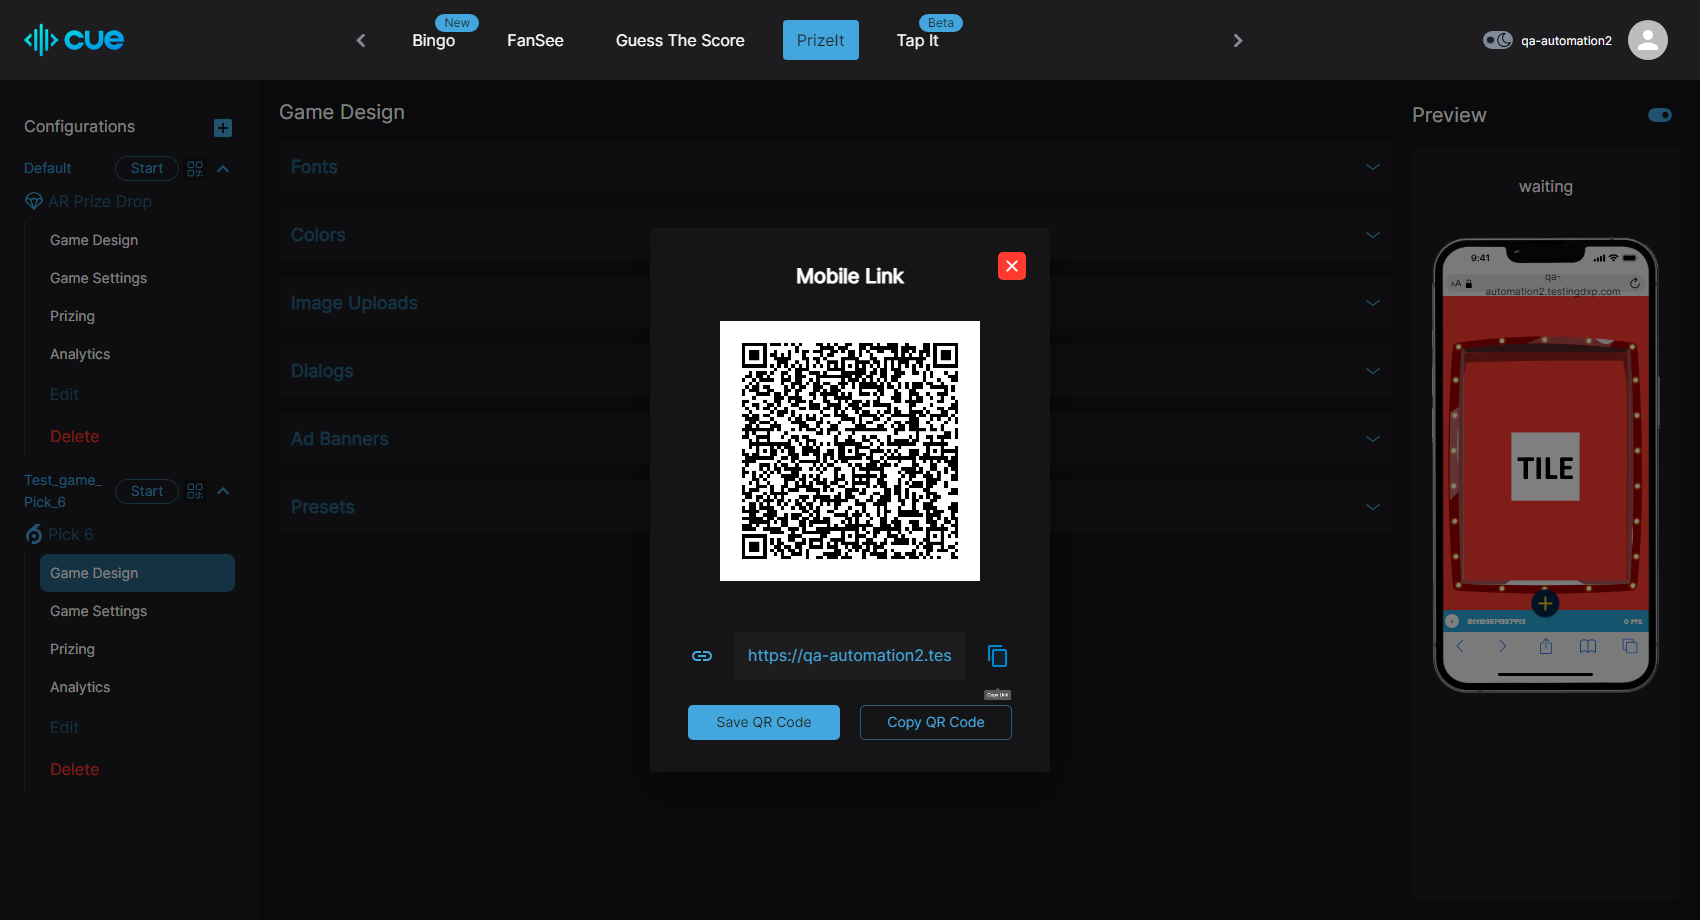 cue
New
Bingo
FanSee
Guess The Score
PrizeIt
Beta
Tap It
qa-automation2
Configurations
Default
Start
AR Prize Drop
Game Design
Game Settings
Prizing
Analytics
Edit
Delete
Test_game_
Pick_6
Start
Pick 6
Game Design
Game Settings
Prizing
Analytics
Edit
Delete
Game Design
Fonts
Colors
Image Uploads
Dialogs
Ad Banners
Presets
Mobile Link
https://qa-automation2.tes
Copy Link
Save QR Code
Copy QR Code
Preview
waiting
9:41
AA
qa-
automation2.testingdxp.com
TILE
0 PTS.